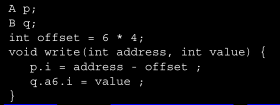 A p;
B q;
int offset = 6 * 4;
void write(int address, int value) {
p.i = address - offset ;
q.a6.i = value ;
}